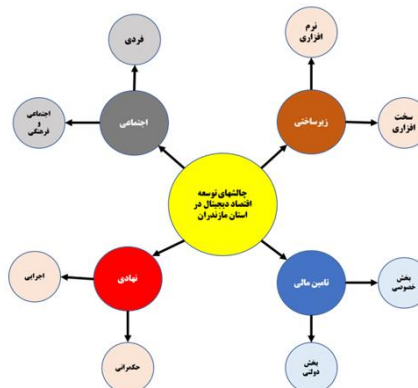 فردی
نرم
افزاری
اجتماعی
و
فرهنگی
اجتماعی
زیرساختی
سخت
افزاری
چالشهای توسعه
اقتصاد دیجیتال در
استان مازندران
اجرایی
نهادی
تامین مالی
بخش
خصوصی
حکمرانی
بخش
دولتی